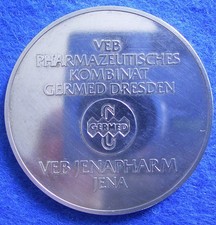 VEB
PHARMAZEUTISCHES
KOMBINAT
GERMED DRESDEN
GERMED
VEB JENAPHARM
JENA